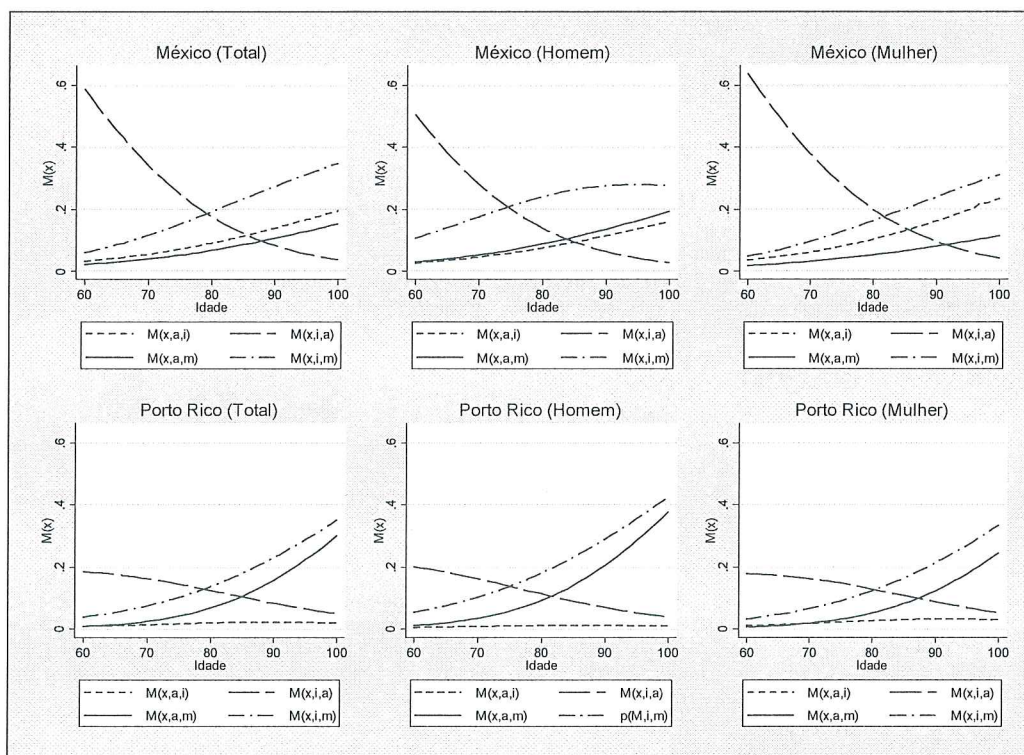 México (Total)
M(x)
.6
.4
.2
0
60 70 80 90 100
Idade
M(x,a,i) M(x,i,a)
M(x,a,m) M(x,i,m)
México (Homem)
M(x)
.6
.4
.2
0
60 70 80 90 100
Idade
M(x,a,i) M(x,i,a)
M(x,a,m) M(x,i,m)
México (Mulher)
M(x)
.6
.4
.2
0
60 70 80 90 100
Idade
M(x,a,i) M(x,i,a)
M(x,a,m) M(x,i,m)
Porto Rico (Total)
M(x)
.6
.4
.2
0
60 70 80 90 100
Idade
M(x,a,i) M(x,i,a)
M(x,a,m) M(x,i,m)
Porto Rico (Homem)
M(x)
.6
.4
.2
0
60 70 80 90 100
Idade
M(x,a,i) M(x,i,a)
M(x,a,m) p(M,i,m)
Porto Rico (Mulher)
M(x)
.6
.4
.2
0
60 70 80 90 100
Idade
M(x,a,i) M(x,i,a)
M(x,a,m) M(x,i,m)